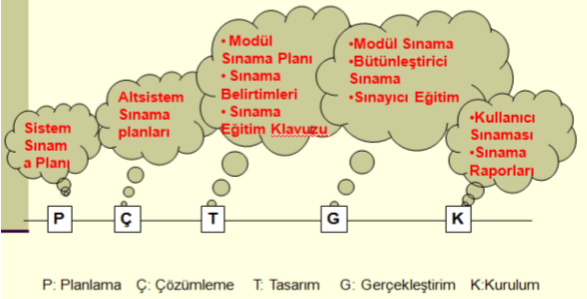 Sistem
Sınam
a Planı
Altsistem
Sınama
planları
• Modül
Sınama Planı
• Sınama
Belirtimleri
• Sınama
Eğitim Klavuzu
•Modül Sınama
•Bütünleştirici
Sınama
•Sınayıcı Eğitim
•Kullanıcı
Sınaması
•Sınama
Raporları
P
Ç
T
G
K
P: Planlama Ç: Çözümleme T: Tasarım G: Gerçekleştirim K:Kurulum